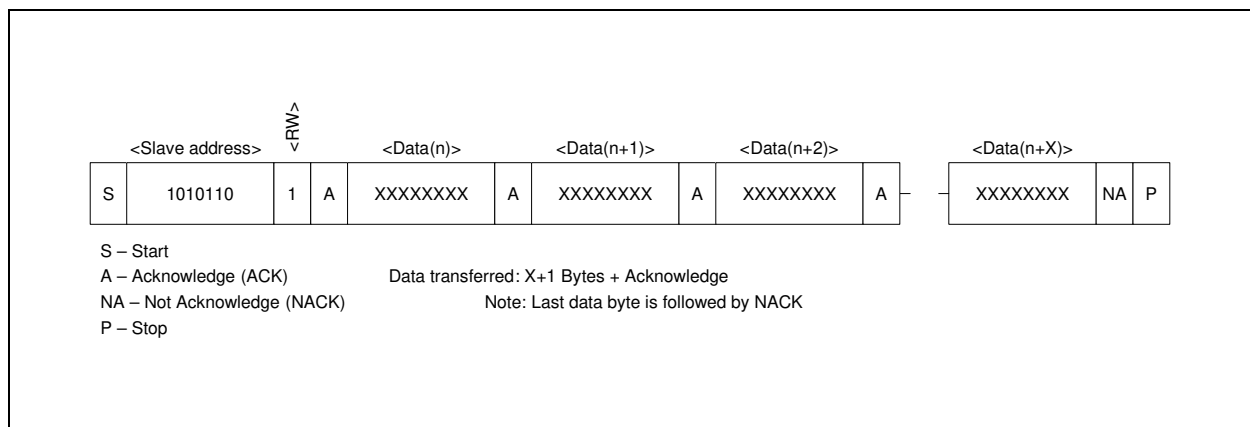 <RW>
<Slave address> <Data(n)> <Data(n+1)> <Data(n+2)> <Data(n+X)>
S 1010110 1 A XXXXXXXX A XXXXXXXX A XXXXXXXX A XXXXXXXX NA P
S – Start
A – Acknowledge (ACK) Data transferred: X+1 Bytes + Acknowledge
NA – Not Acknowledge (NACK) Note: Last data byte is followed by NACK
P – Stop